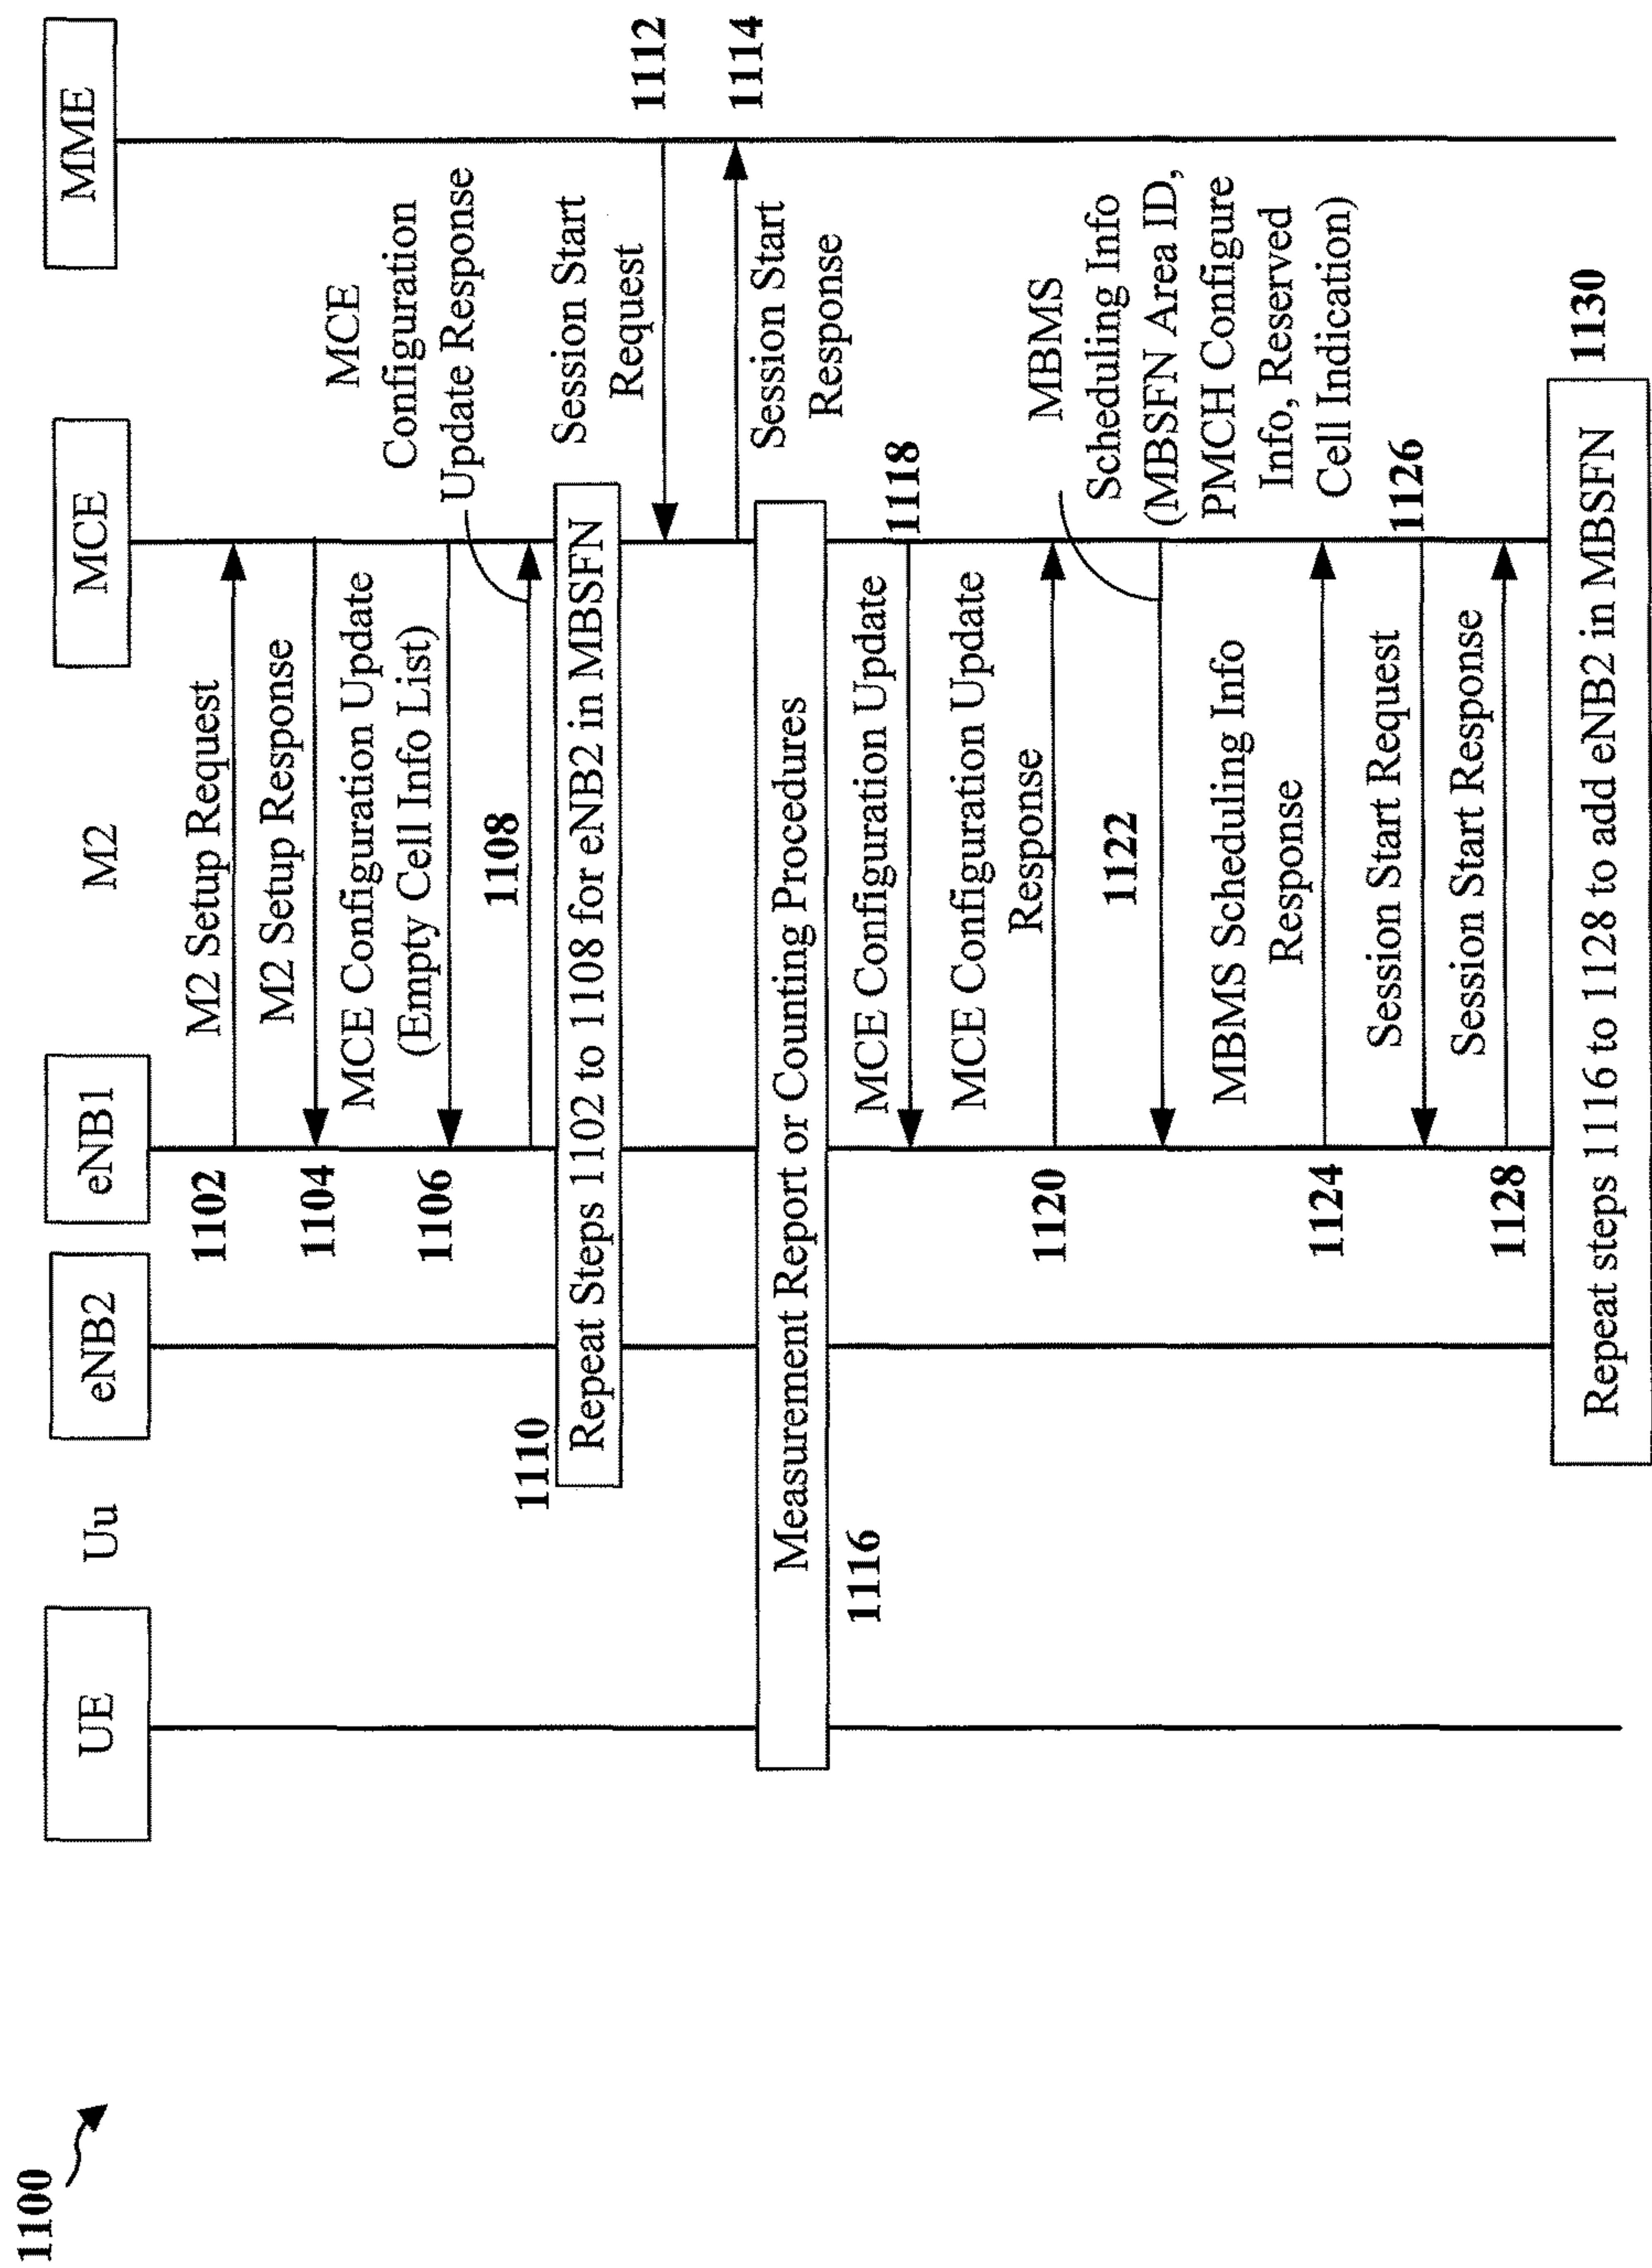 1100
UE
Uu
eNB2
eNB1
M2
MCE
MME
1102
M2 Setup Request
1104
M2 Setup Response
1106
MCE Configuration Update
(Empty Cell Info List)
1108
MCE
Configuration
Update Response
1110
Repeat Steps 1102 to 1108 for eNB2 in MBSFN
Session Start
Request
1112
1114
Session Start
Response
Measurement Report or Counting Procedures
1116
MCE Configuration Update
1118
MCE Configuration Update
Response
1120
1122
MBMS
Scheduling Info
(MBSFN Area ID,
PMCH Configure
Info, Reserved
Cell Indication)
MBMS Scheduling Info
Response
1124
Session Start Request
1126
Session Start Response
1128
Repeat steps 1116 to 1128 to add eNB2 in MBSFN
1130